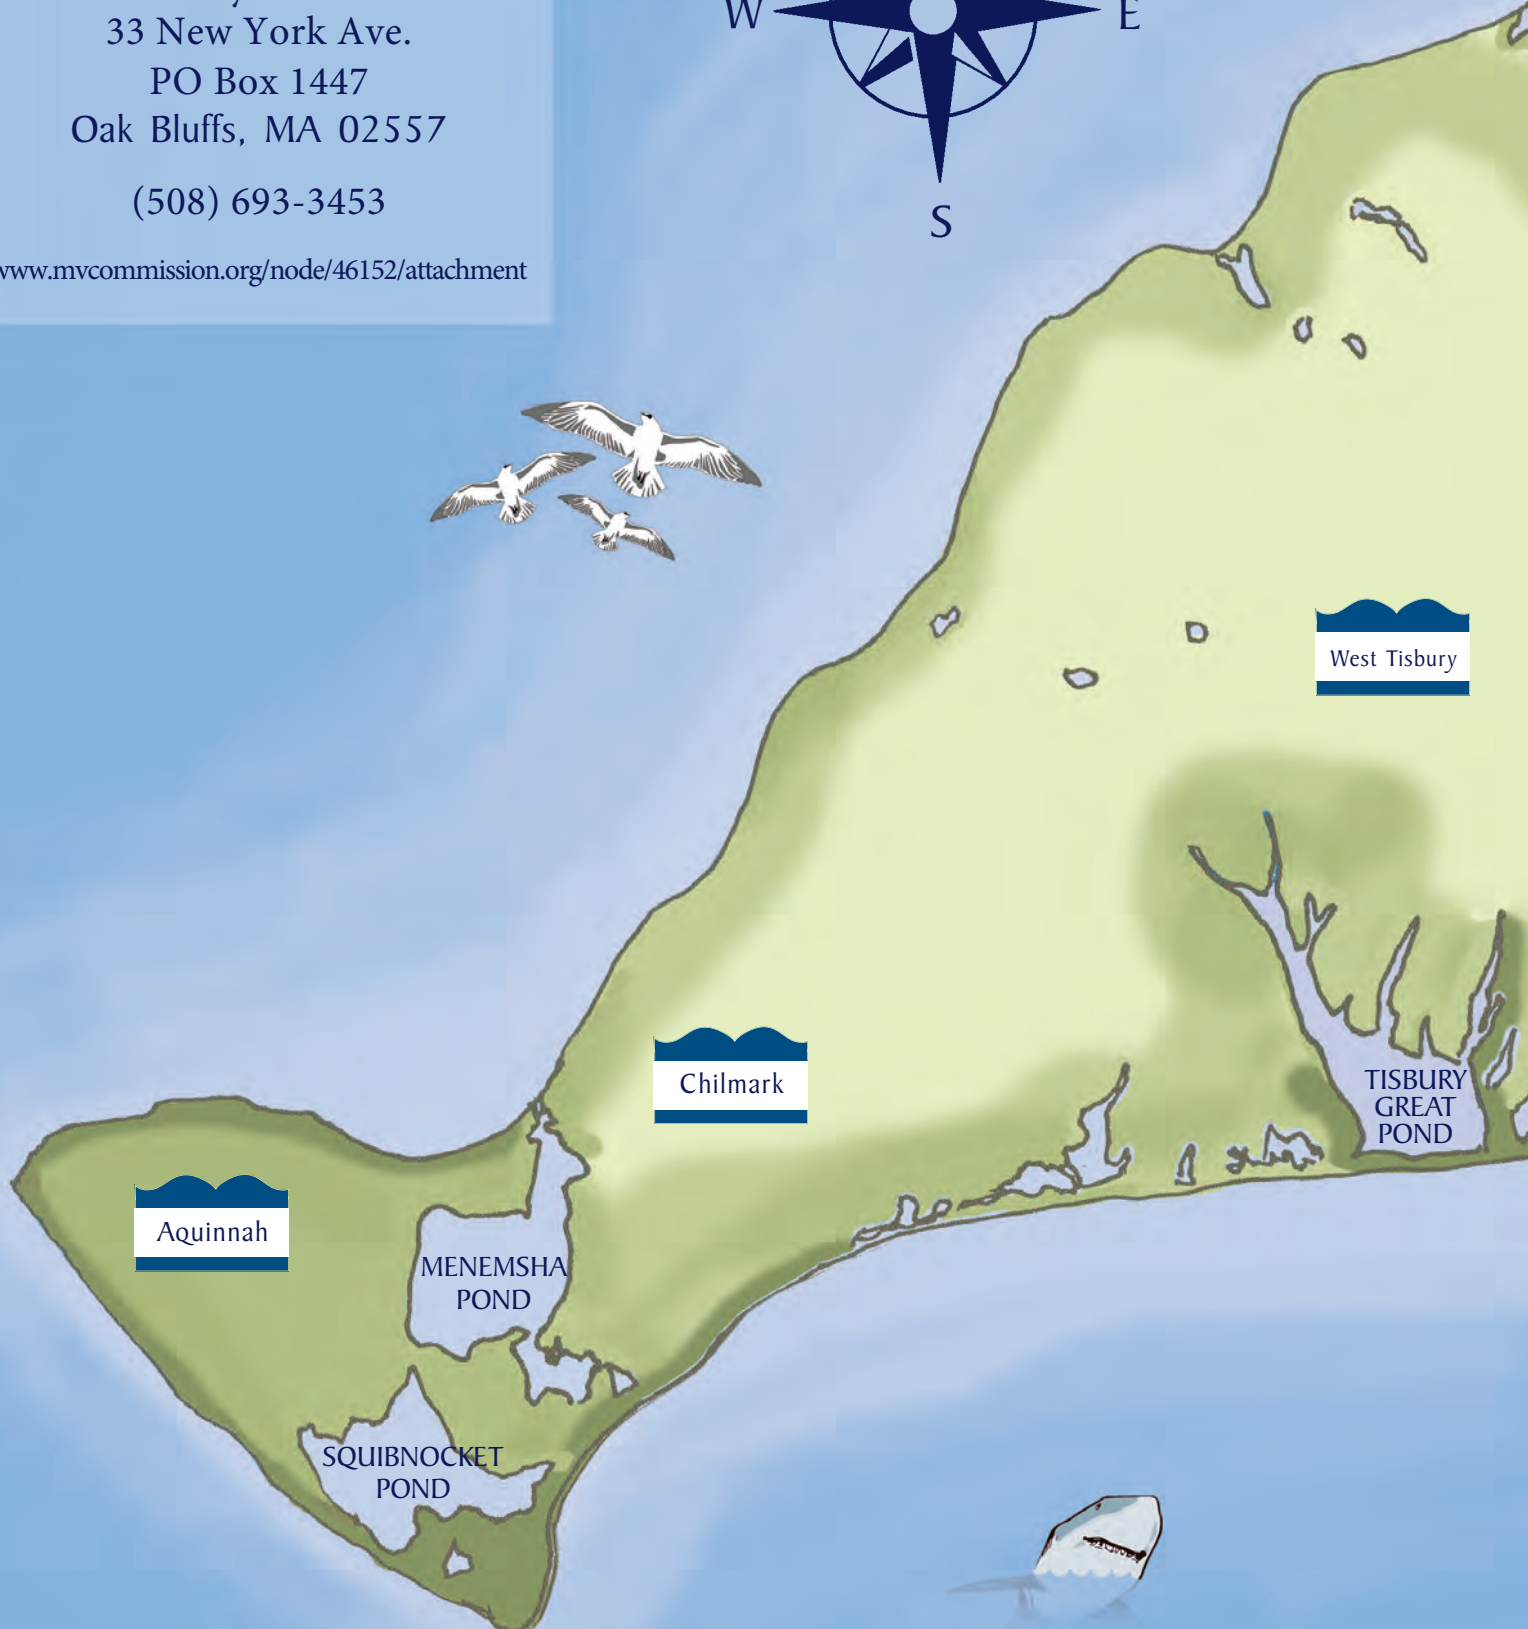 33 New York Ave.
PO Box 1447
Oak Bluffs, MA 02557
(508) 693-3453
www.mvcommission.org/node/46152/attachment
W
E
S
West Tisbury
TISBURY
GREAT
POND
Chilmark
Aquinnah
MENEMSHA
POND
SQUIBNOCKET
POND